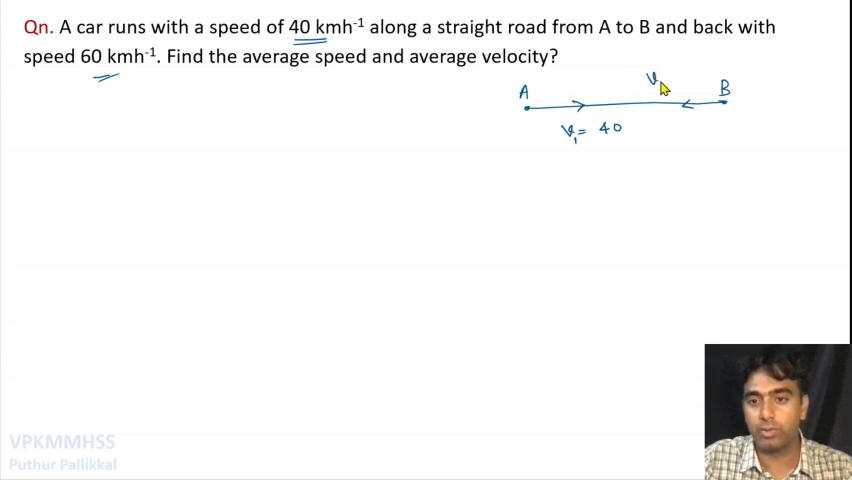 Qn. A car runs with a speed of 40 kmh⁻¹ along a straight road from A to B and back with
speed 60 kmh⁻¹. Find the average speed and average velocity?
A
B
v
v₁ = 40
VPKMMHSS
Puthur Pallikkal